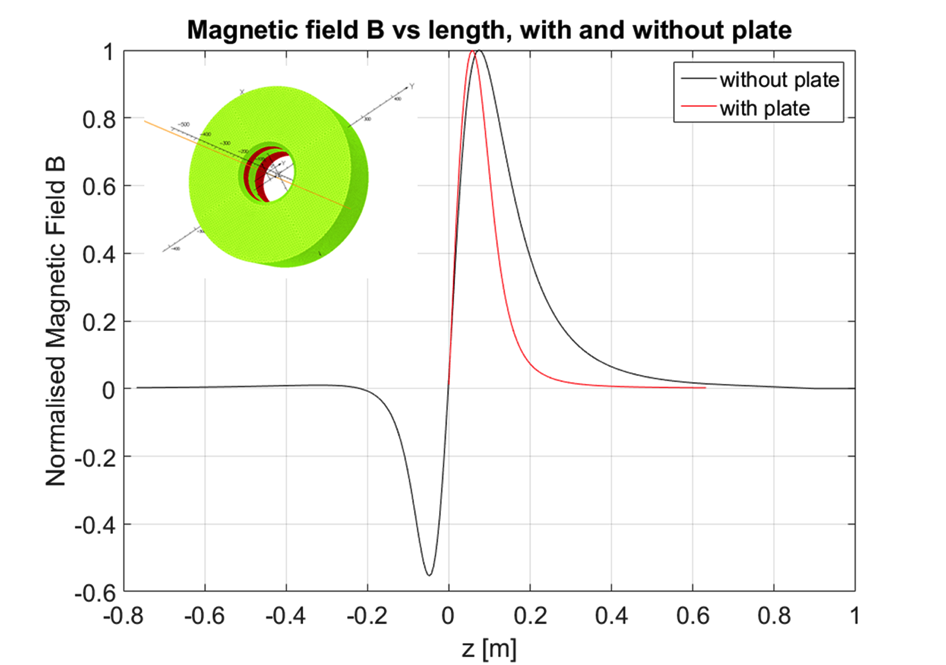 Magnetic field B vs length, with and without plate
Normalised Magnetic Field B
1
0.8
0.6
0.4
0.2
0
-0.2
-0.4
-0.6
without plate
with plate
X
Y
-0.8
-0.6
-0.4
-0.2
0
0.2
0.4
0.6
0.8
1
z [m]